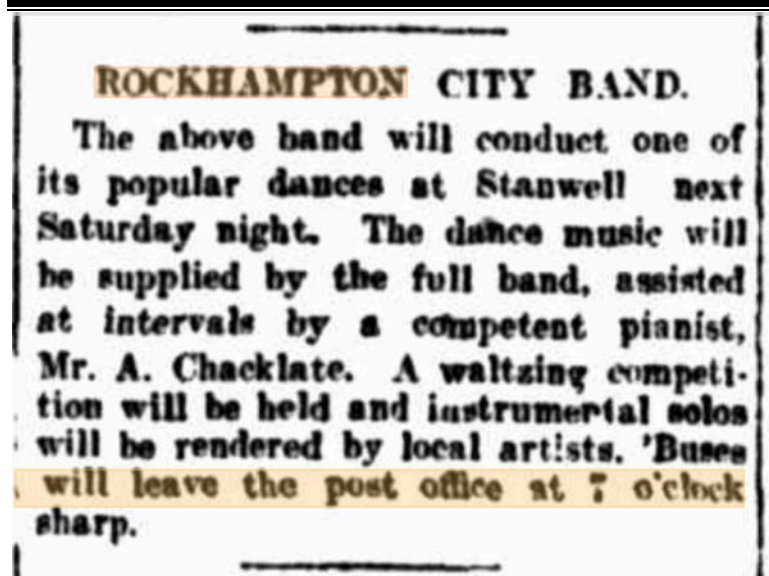 ROCKHAMPTON CITY BAND.
The above band will conduct one of
its popular dances at Stanwell next
Saturday night. The dance music will
be supplied by the full band, assisted
at intervals by a competent pianist,
Mr. A. Chacklate. A waltzing competi-
tion will be held and instrumental solos
will be rendered by local artists. 'Buses
will leave the post office at 7 o'clock
sharp.